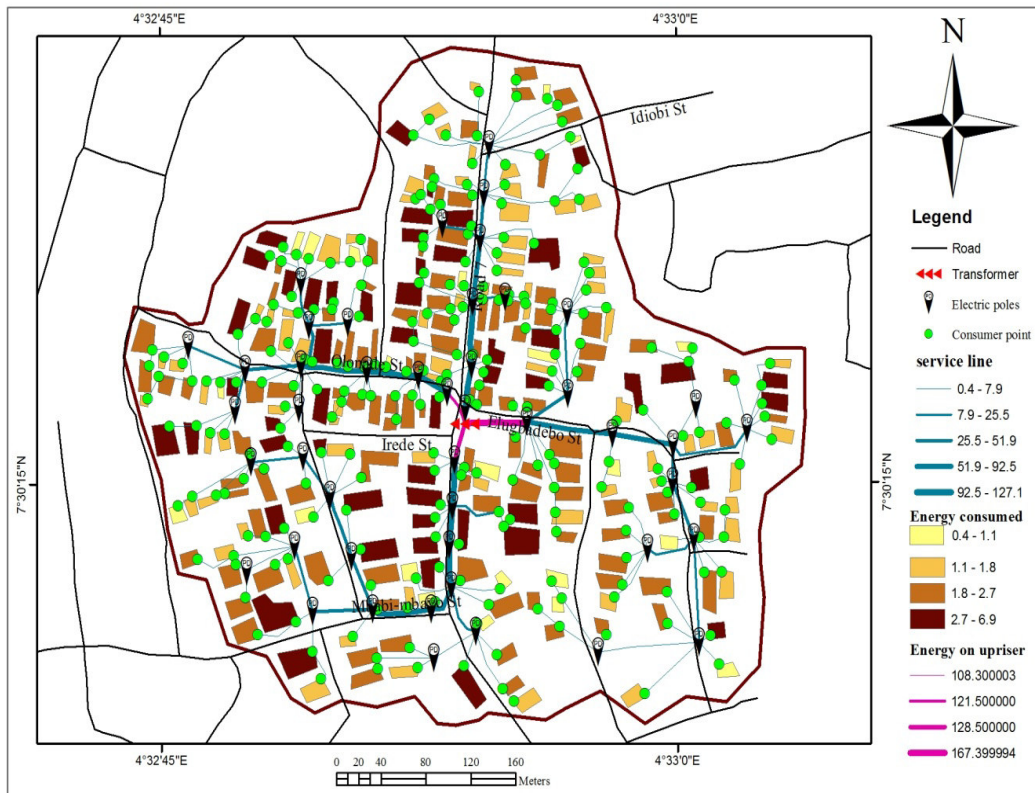 4°32'45"E
4°33'0"E
N
Idiobi St
Olonade St
Elugbadebo St
Irede St
7°30'15"N
7°30'15"N
4°32'45"E
4°33'0"E
0 20 40 80 120 160
Meters
Legend
Road
Transformer
Electric poles
Consumer point
service line
0.4 - 7.9
7.9 - 25.5
25.5 - 51.9
51.9 - 92.5
92.5 - 127.1
Energy consumed
0.4 - 1.1
1.1 - 1.8
1.8 - 2.7
2.7 - 6.9
Energy on upriser
108.300003
121.500000
128.500000
167.399994